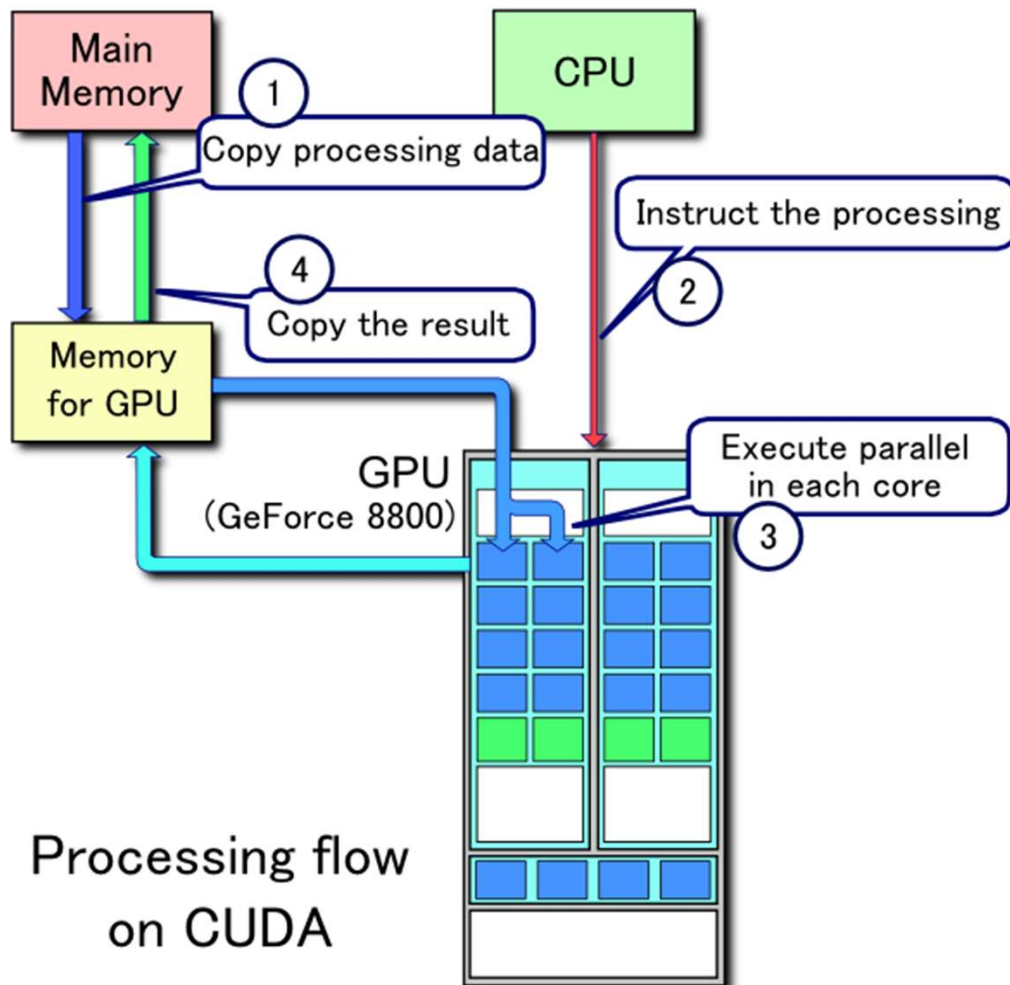 Main
Memory
1
Copy processing data
CPU
Instruct the processing
2
4
Copy the result
Memory
for GPU
GPU
(GeForce 8800)
Execute parallel
in each core
3
Processing flow
on CUDA